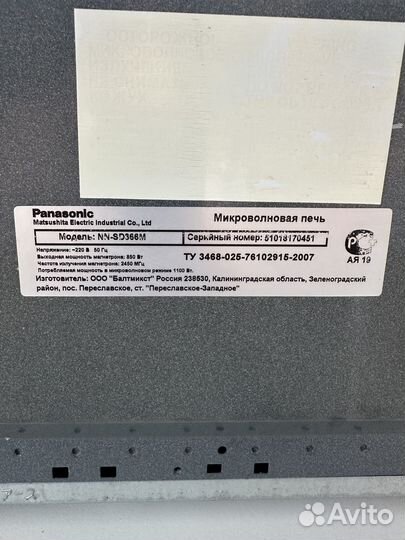 Panasonic
Matsushita Electric Industrial Co., Ltd
Микроволновая печь
Модель: NN-SD366M
Серийный номер: 51018170451
Напряжение: ~220 В 50 Гц
Выходная мощность магнетрона: 850 Вт
Частота излучения магнетрона: 2450 МГц
Потребляемая мощность в микроволновом режиме 1100 Вт.
ТУ 3468-025-76102915-2007
АЯ 19
Изготовитель: ООО "Балтмикст" Россия 238530, Калининградская область, Зеленоградский
район, пос. Переславское, ст. "Переславское-Западное"
Avito